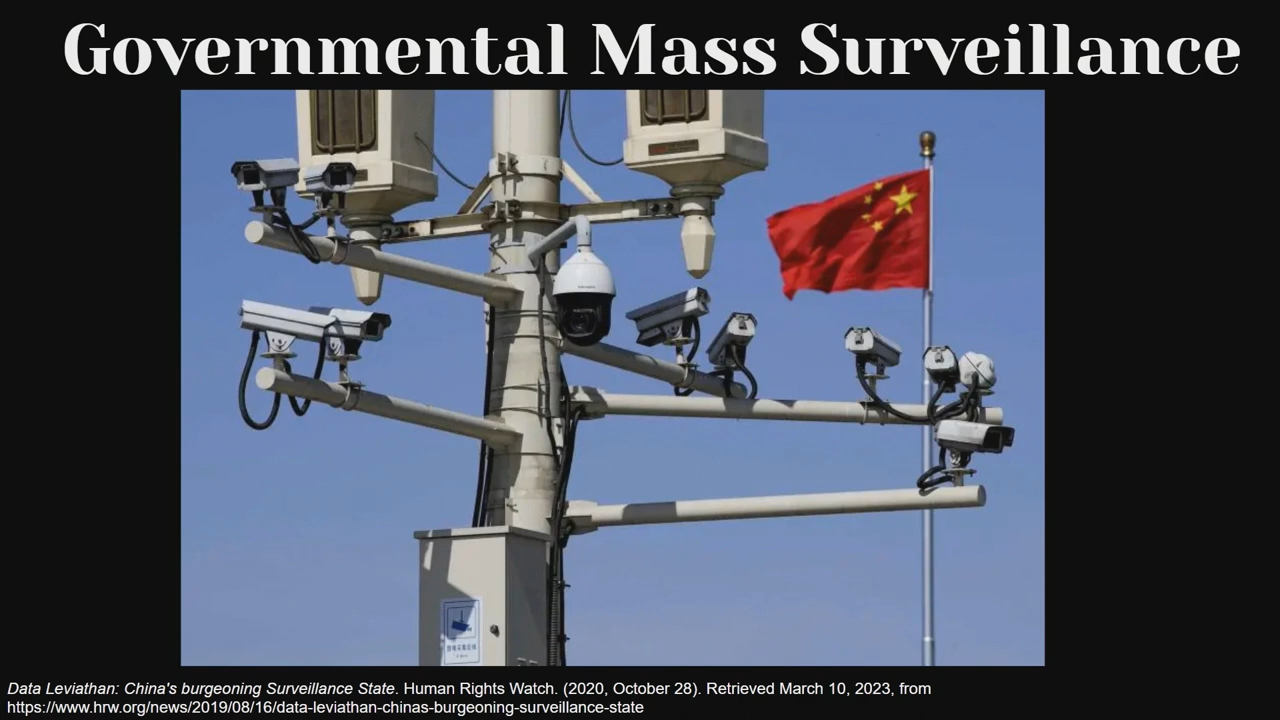 Governmental Mass Surveillance
Data Leviathan: China's burgeoning Surveillance State. Human Rights Watch. (2020, October 28). Retrieved March 10, 2023, from
https://www.hrw.org/news/2019/08/16/data-leviathan-chinas-burgeoning-surveillance-state